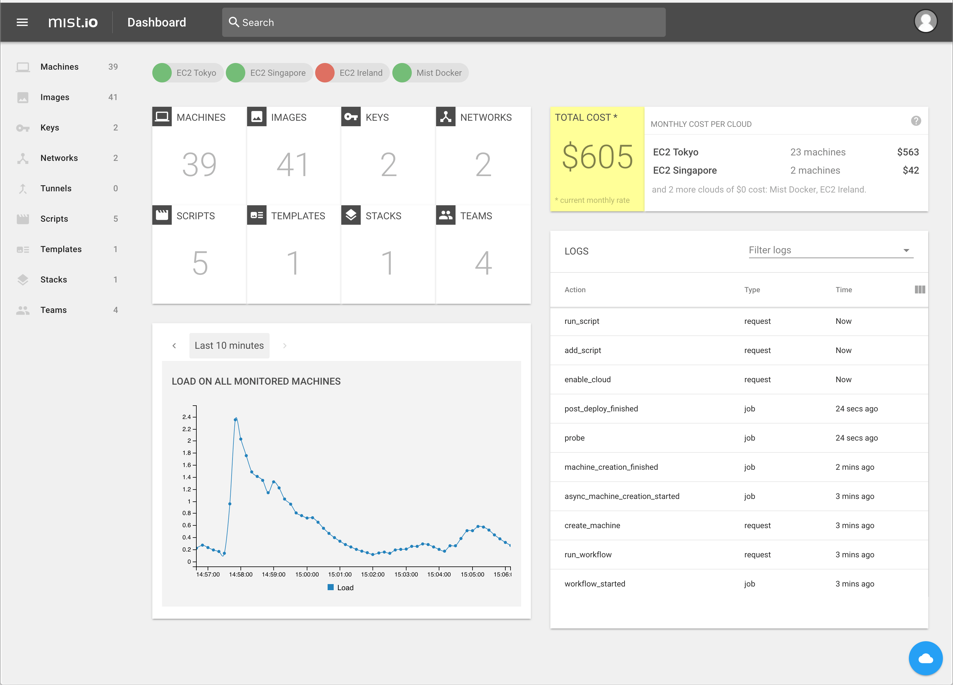 mist.io
Dashboard
Search
Machines 39
Images 41
Keys 2
Networks 2
Tunnels 0
Scripts 5
Templates 1
Stacks 1
Teams 4
EC2 Tokyo
EC2 Singapore
EC2 Ireland
Mist Docker
MACHINES
39
IMAGES
41
KEYS
2
NETWORKS
2
SCRIPTS
5
TEMPLATES
1
STACKS
1
TEAMS
4
TOTAL COST *
$605
* current monthly rate
MONTHLY COST PER CLOUD ?
EC2 Tokyo 23 machines $563
EC2 Singapore 2 machines $42
and 2 more clouds of $0 cost: Mist Docker, EC2 Ireland.
Last 10 minutes
LOAD ON ALL MONITORED MACHINES
2.4
2.2
2
1.8
1.6
1.4
1.2
1
0.8
0.6
0.4
0.2
0
14:57:00 14:58:00 14:59:00 15:00:00 15:01:00 15:02:00 15:03:00 15:04:00 15:05:00 15:06:
Load
LOGS
Filter logs
Action Type Time
run_script request Now
add_script request Now
enable_cloud request Now
post_deploy_finished job 24 secs ago
probe job 24 secs ago
machine_creation_finished job 2 mins ago
async_machine_creation_started job 3 mins ago
create_machine request 3 mins ago
run_workflow request 3 mins ago
workflow_started job 3 mins ago